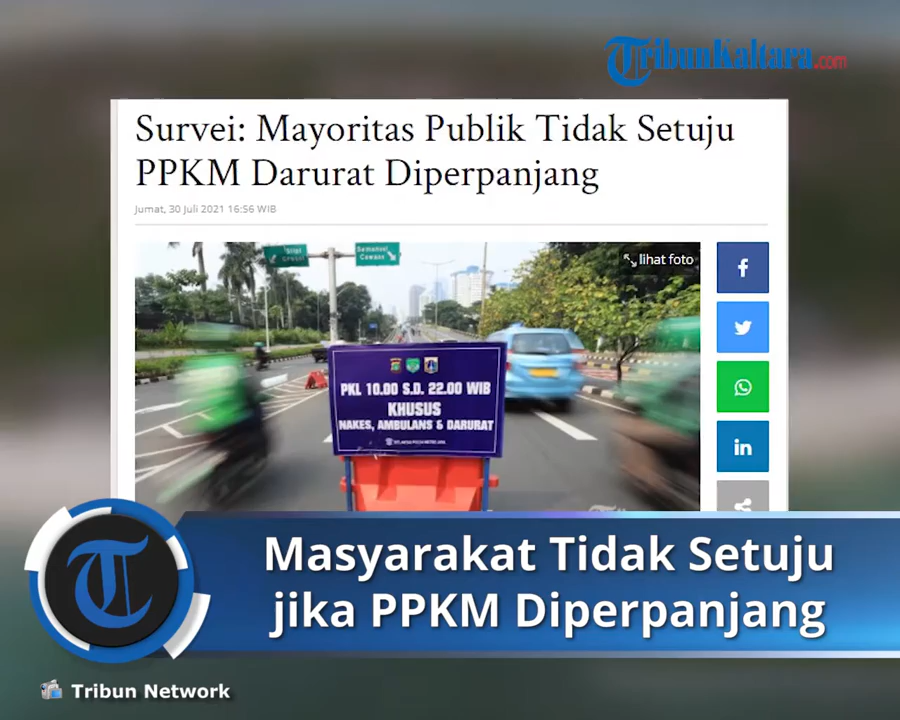 TribunKaltara.com
Survei: Mayoritas Publik Tidak Setuju
PPKM Darurat Diperpanjang
Jumat, 30 Juli 2021 16:56 WIB
lihat foto
Semanggi
Cawang
PKL 10.00 S.D. 22.00 WIB
KHUSUS
NAKES, AMBULANS & DARURAT
f
in
T
Masyarakat Tidak Setuju
jika PPKM Diperpanjang
Tribun Network